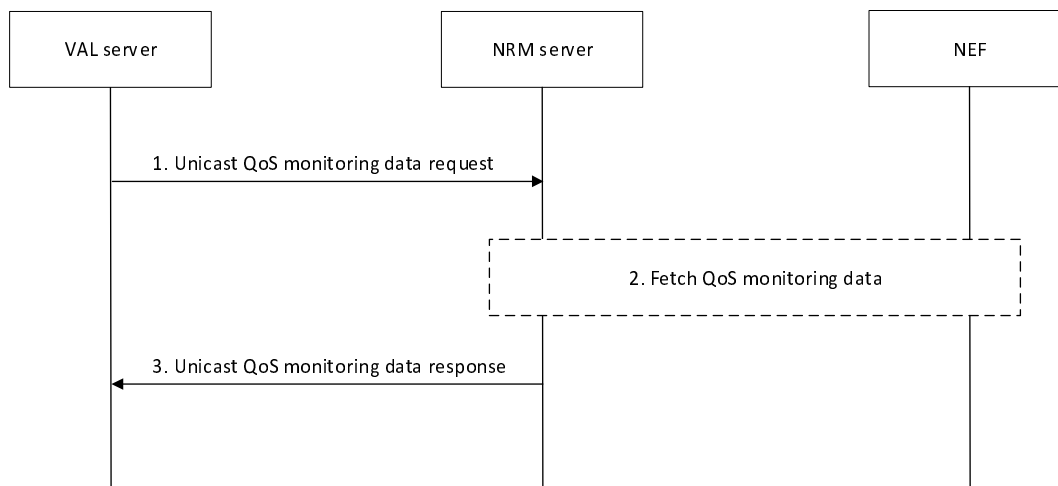 VAL server
NRM server
NEF
1. Unicast QoS monitoring data request
2. Fetch QoS monitoring data
3. Unicast QoS monitoring data response